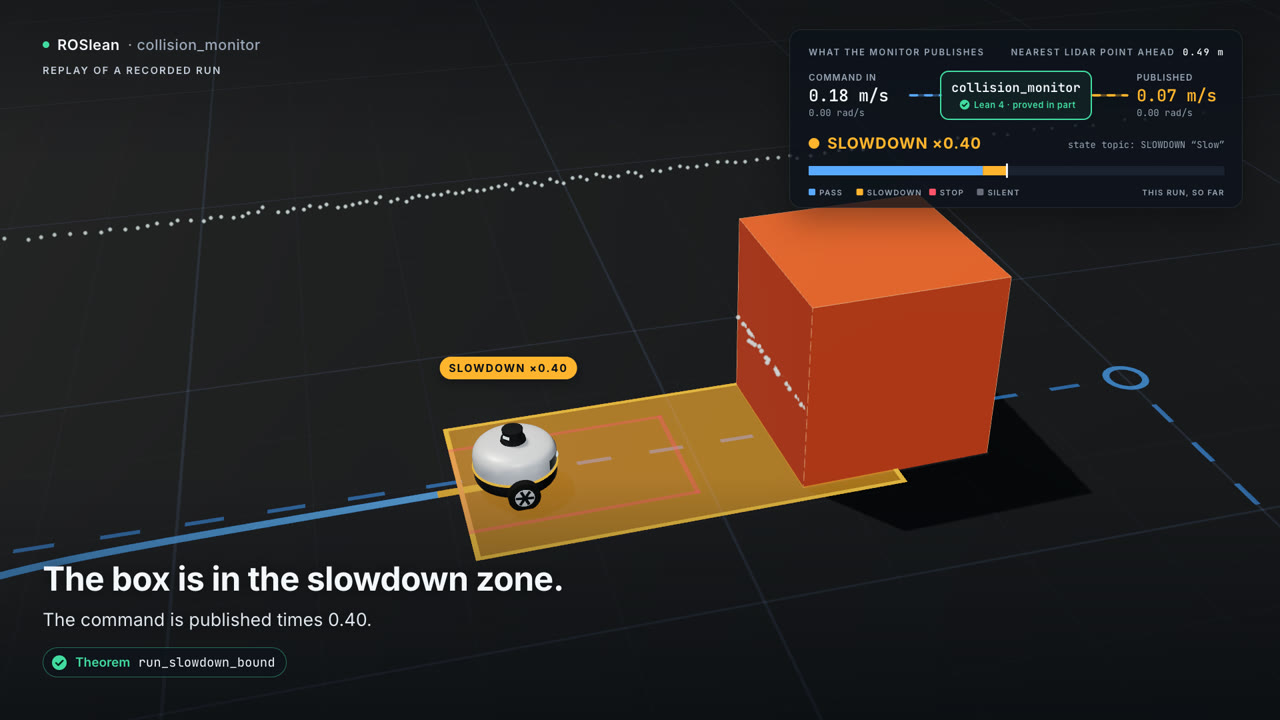 ROSlean · collision_monitor
REPLAY OF A RECORDED RUN
WHAT THE MONITOR PUBLISHES NEAREST LIDAR POINT AHEAD 0.49 m
COMMAND IN
0.18 m/s
0.00 rad/s
collision_monitor
Lean 4 · proved in part
PUBLISHED
0.07 m/s
0.00 rad/s
SLOWDOWN ×0.40
state topic: SLOWDOWN “Slow”
PASS SLOWDOWN STOP SILENT THIS RUN, SO FAR
SLOWDOWN ×0.40
The box is in the slowdown zone.
The command is published times 0.40.
Theorem run_slowdown_bound